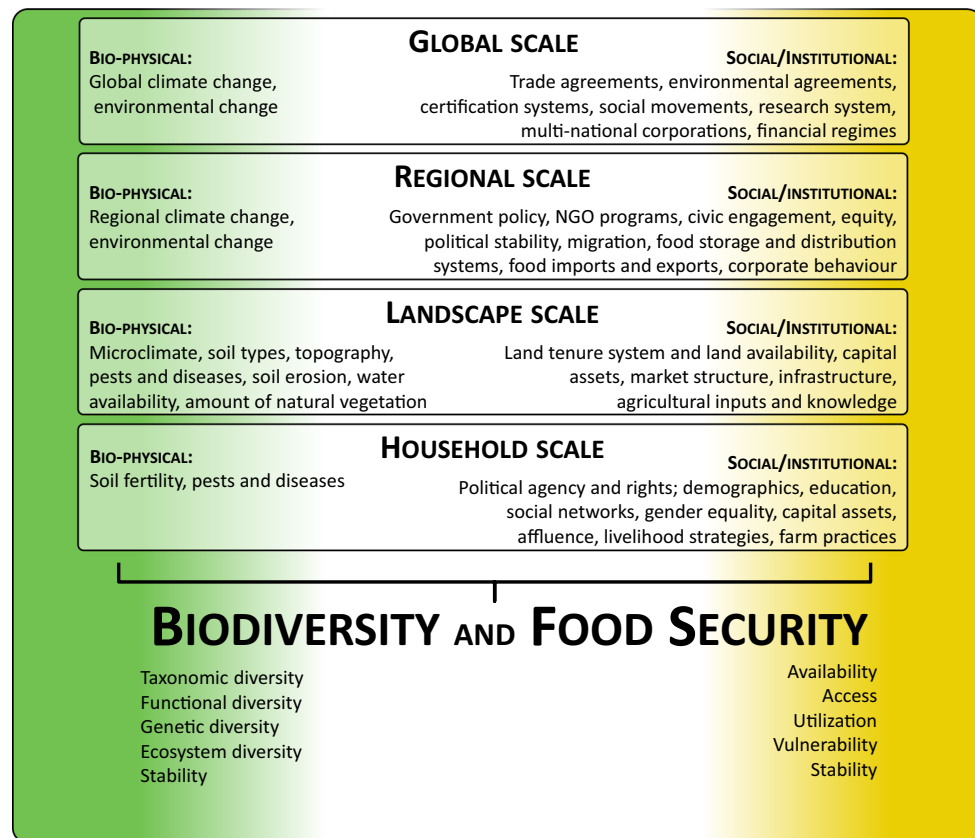 GLOBAL SCALE
BIO-PHYSICAL:
Global climate change,
environmental change
SOCIAL/INSTITUTIONAL:
Trade agreements, environmental agreements,
certification systems, social movements, research system,
multi-national corporations, financial regimes
REGIONAL SCALE
BIO-PHYSICAL:
Regional climate change,
environmental change
SOCIAL/INSTITUTIONAL:
Government policy, NGO programs, civic engagement, equity,
political stability, migration, food storage and distribution
systems, food imports and exports, corporate behaviour
LANDSCAPE SCALE
BIO-PHYSICAL:
Microclimate, soil types, topography,
pests and diseases, soil erosion, water
availability, amount of natural vegetation
SOCIAL/INSTITUTIONAL:
Land tenure system and land availability, capital
assets, market structure, infrastructure,
agricultural inputs and knowledge
HOUSEHOLD SCALE
BIO-PHYSICAL:
Soil fertility, pests and diseases
SOCIAL/INSTITUTIONAL:
Political agency and rights; demographics, education,
social networks, gender equality, capital assets,
affluence, livelihood strategies, farm practices
BIODIVERSITY AND FOOD SECURITY
Taxonomic diversity
Functional diversity
Genetic diversity
Ecosystem diversity
Stability
Availability
Access
Utilization
Vulnerability
Stability